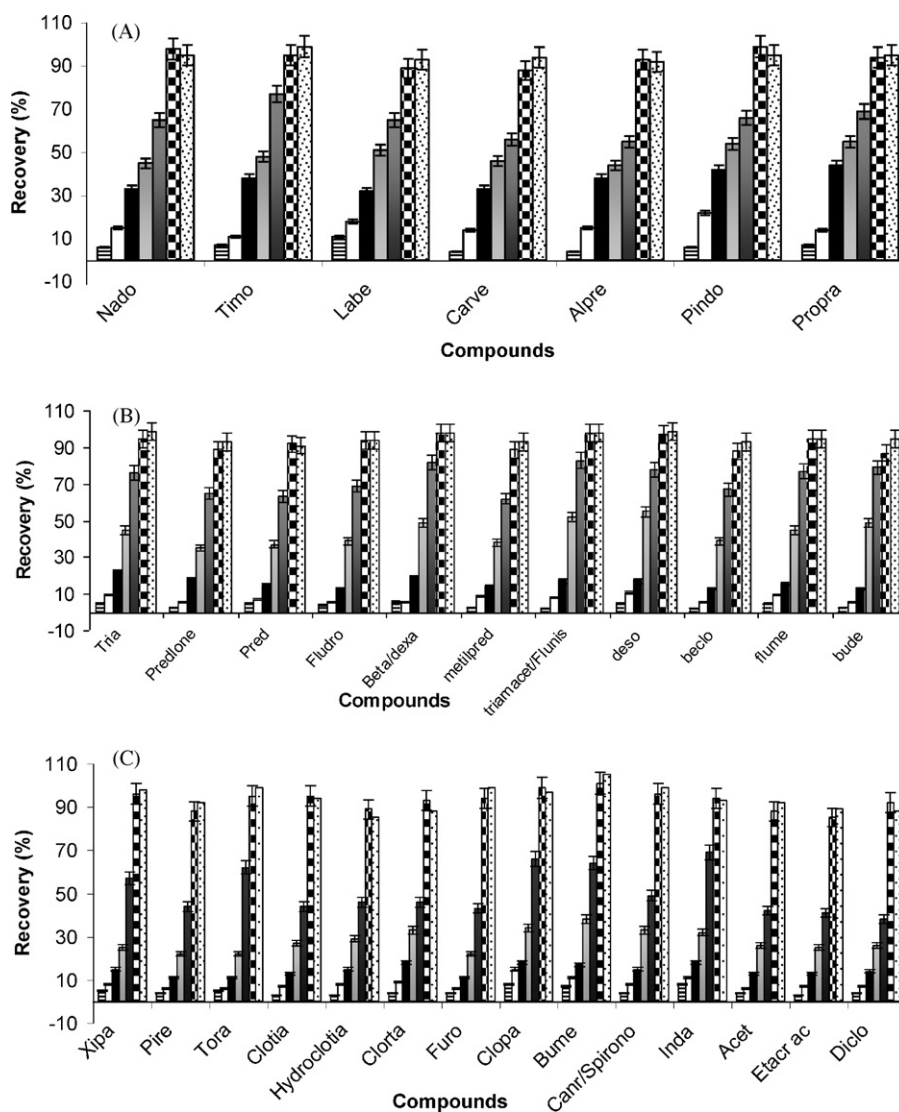 (A)
Recovery (%)
110
90
70
50
30
10
-10
Nado
Timo
Labe
Carve
Alpre
Pindo
Propra
Compounds
(B)
Recovery (%)
110
90
70
50
30
10
-10
Tria
Predlone
Pred
Fludro
Beta/dexa
metilpred
triamacet/Flunis
deso
beclo
flume
bude
Compounds
(C)
Recovery (%)
110
90
70
50
30
10
-10
Xipa
Pire
Tora
Clotia
Hydroclotia
Clorta
Furo
Clopa
Bume
Canr/Spirono
Inda
Acet
Etacr ac
Diclo
Compounds